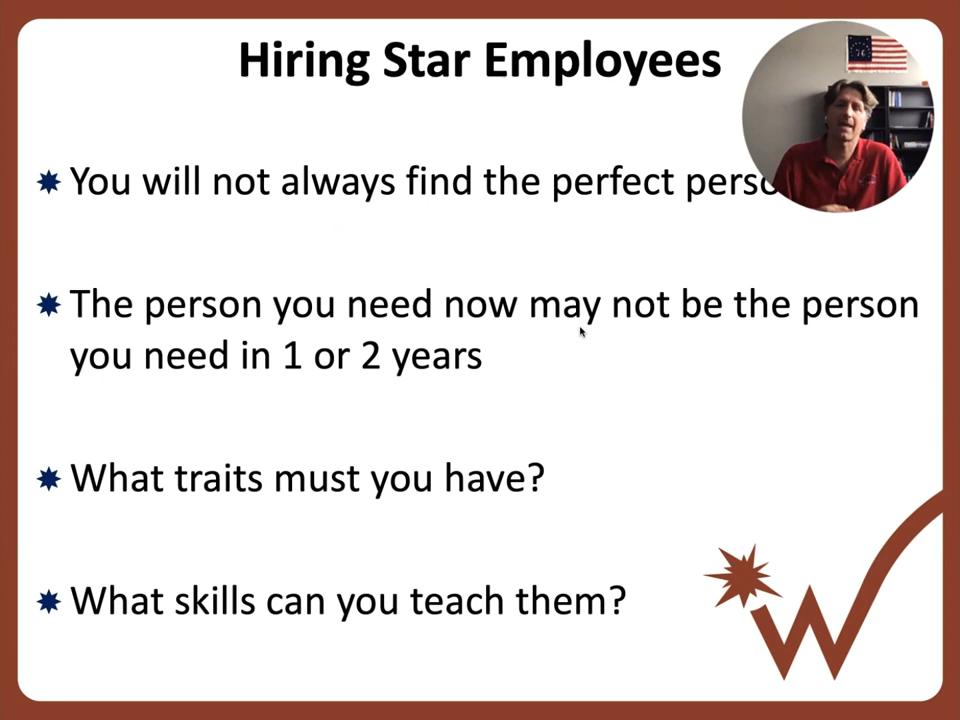 Hiring Star Employees
You will not always find the perfect
The person you need now may not be the person
you need in 1 or 2 years
What traits must you have?
What skills can you teach them?
W